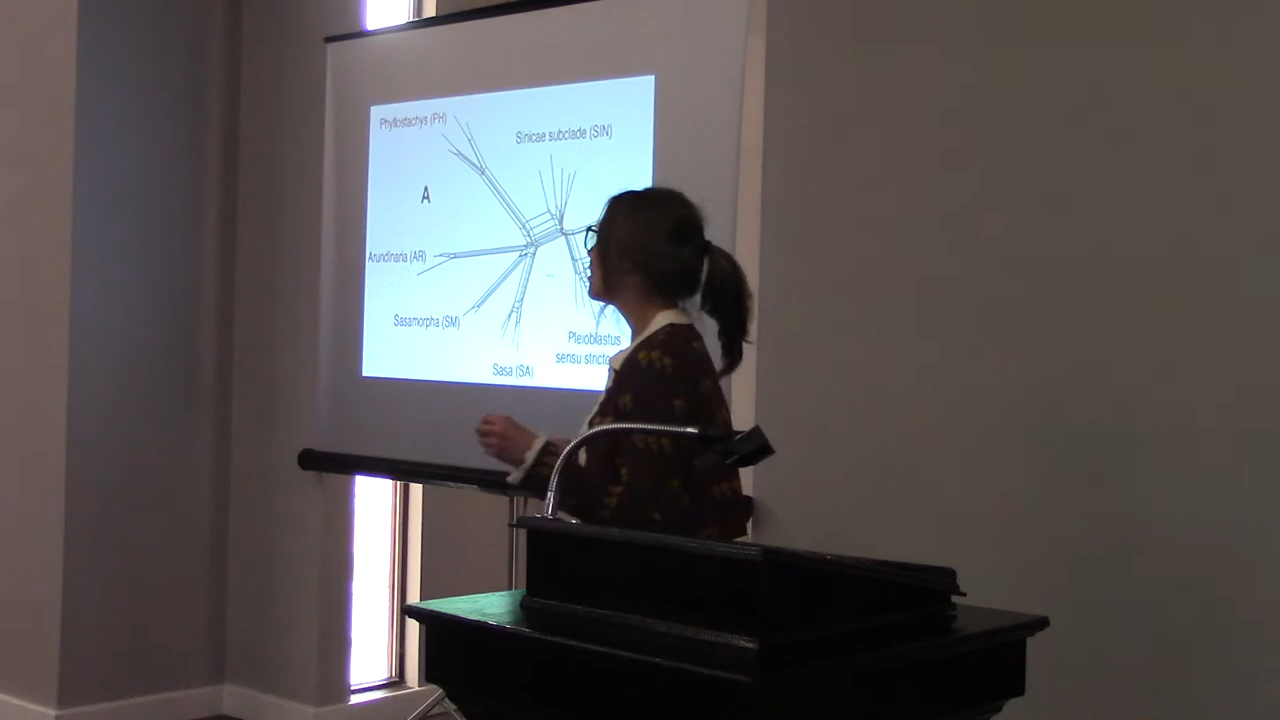 Phyllostachys (PH)
Sinicae subclade (SIN)
A
Arundinaria (AR)
Sasamorpha (SM)
Pleioblastus
sensu stricto
Sasa (SA)